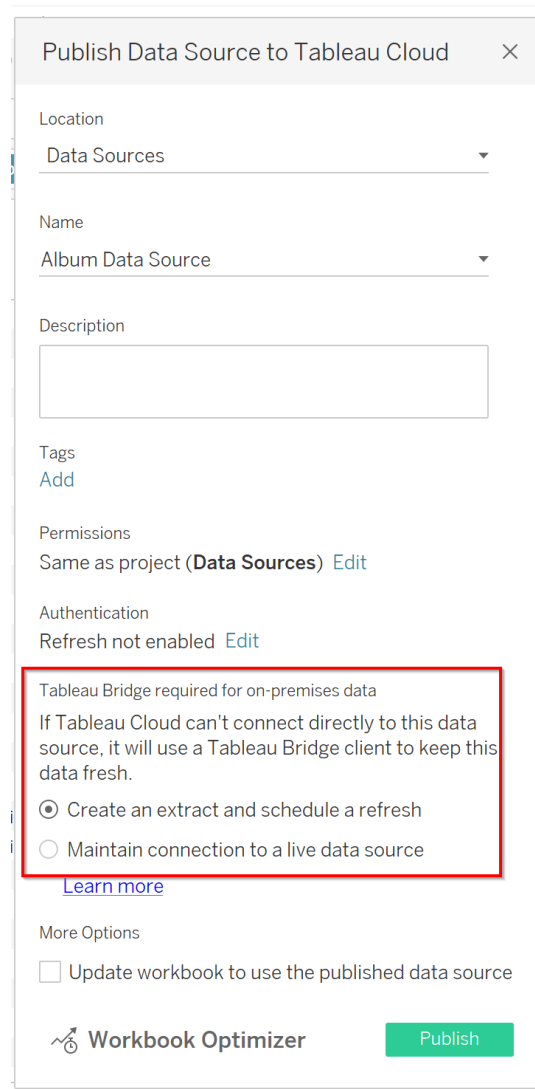 Publish Data Source to Tableau Cloud
Location
Data Sources
Name
Album Data Source
Description
Tags
Add
Permissions
Same as project (Data Sources) Edit
Authentication
Refresh not enabled Edit
Tableau Bridge required for on-premises data
If Tableau Cloud can't connect directly to this data
source, it will use a Tableau Bridge client to keep this
data fresh.
Create an extract and schedule a refresh
Maintain connection to a live data source
Learn more
More Options
Update workbook to use the published data source
Workbook Optimizer
Publish